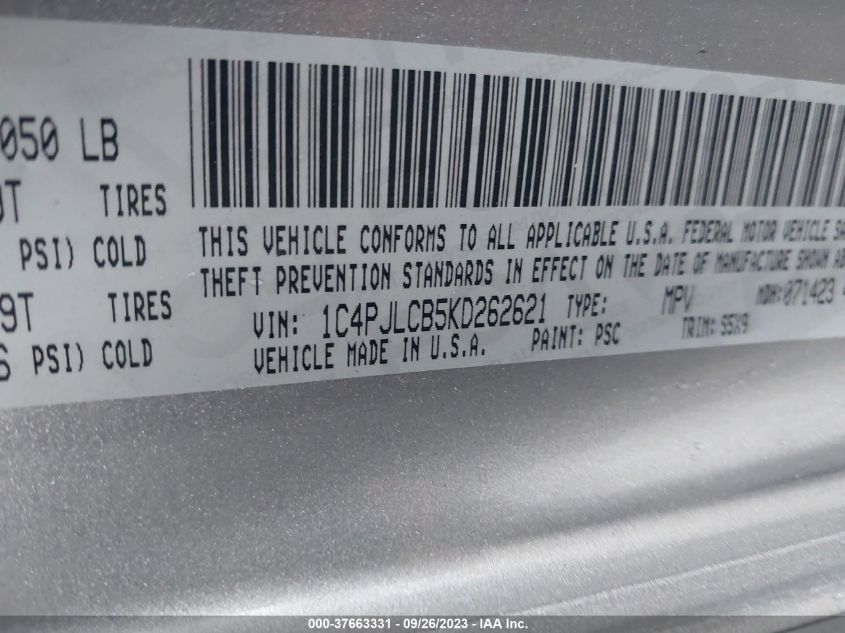 050 LB
TIRES
PSI) COLD
9T TIRES
PSI) COLD
THIS VEHICLE CONFORMS TO ALL APPLICABLE U.S.A. FEDERAL MOTOR VEHICLE SA
THEFT PREVENTION STANDARDS IN EFFECT ON THE DATE OF MANUFACTURE SHOWN AB
VIN: 1C4PJLCB5KD262621 TYPE: MPV MDH:071423
VEHICLE MADE IN U.S.A. PAINT: PSC TRIM: S5X9
000-37663331 - 09/26/2023 - IAA Inc.